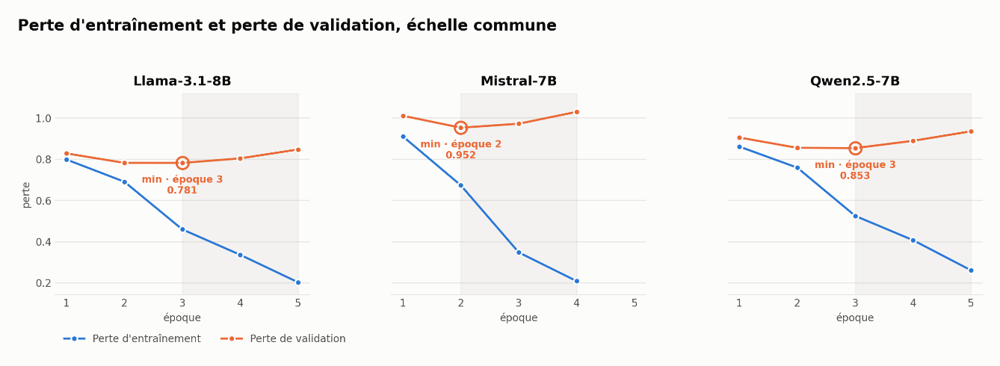 Perte d'entraînement et perte de validation, échelle commune
Llama-3.1-8B
perte
1.0
0.8
0.6
0.4
0.2
min · époque 3
0.781
1 2 3 4 5
époque
Mistral-7B
min · époque 2
0.952
1 2 3 4 5
époque
Qwen2.5-7B
min · époque 3
0.853
1 2 3 4 5
époque
Perte d'entraînement Perte de validation